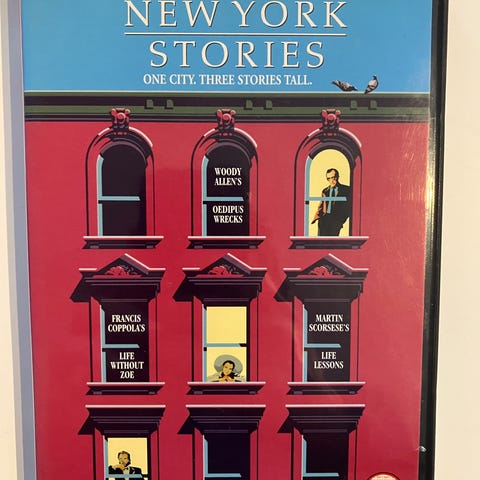 NEW YORK
STORIES
ONE CITY. THREE STORIES TALL.
WOODY
ALLEN'S
OEDIPUS
WRECKS
FRANCIS
COPPOLA'S
LIFE
WITHOUT
ZOE
MARTIN
SCORSESE'S
LIFE
LESSONS